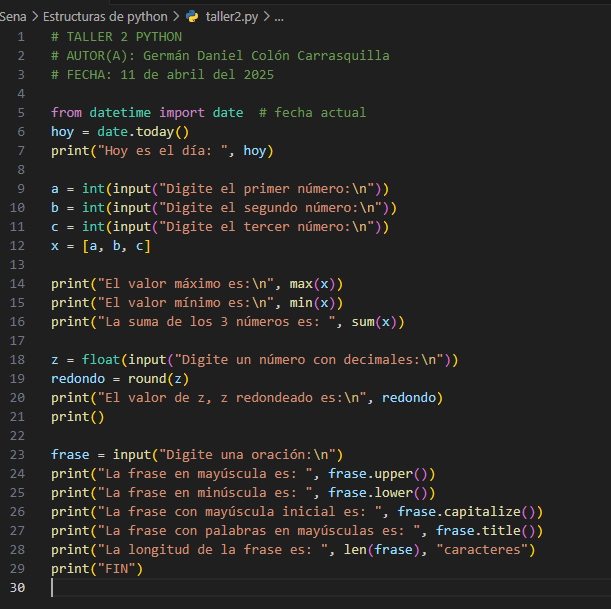 Sena > Estructuras de python > taller2.py > ...
1 # TALLER 2 PYTHON
2 # AUTOR(A): Germán Daniel Colón Carrasquilla
3 # FECHA: 11 de abril del 2025
4
5 from datetime import date  # fecha actual
6 hoy = date.today()
7 print("Hoy es el día: ", hoy)
8
9 a = int(input("Digite el primer número:\n"))
10 b = int(input("Digite el segundo número:\n"))
11 c = int(input("Digite el tercer número:\n"))
12 x = [a, b, c]
13
14 print("El valor máximo es:\n", max(x))
15 print("El valor mínimo es:\n", min(x))
16 print("La suma de los 3 números es: ", sum(x))
17
18 z = float(input("Digite un número con decimales:\n"))
19 redondo = round(z)
20 print("El valor de z, z redondeado es:\n", redondo)
21 print()
22
23 frase = input("Digite una oración:\n")
24 print("La frase en mayúscula es: ", frase.upper())
25 print("La frase en minúscula es: ", frase.lower())
26 print("La frase con mayúscula inicial es: ", frase.capitalize())
27 print("La frase con palabras en mayúsculas es: ", frase.title())
28 print("La longitud de la frase es: ", len(frase), "caracteres")
29 print("FIN")
30